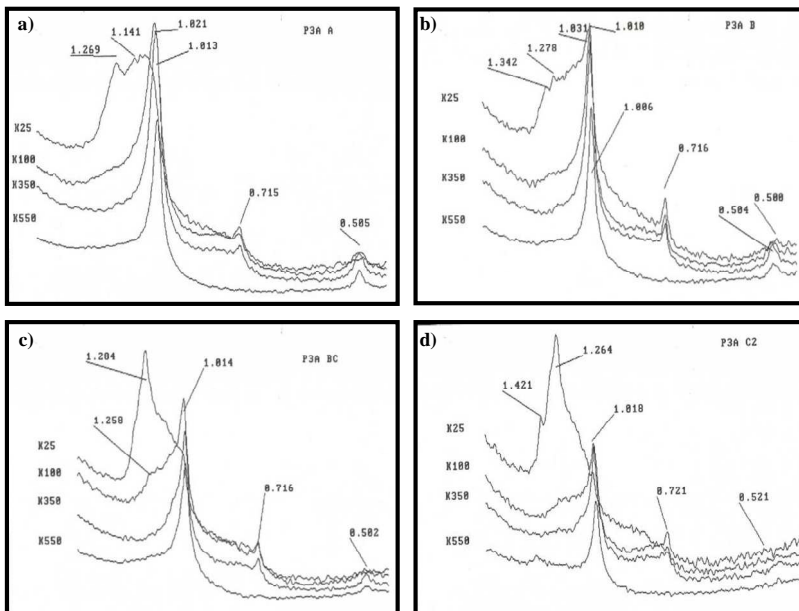 a)
1.021
P3A A
1.141
1.013
1.269
K25
K100
K350
K550
0.715
0.505
b)
1.031
1.010
P3A B
1.278
1.342
K25
1.006
K100
0.716
K350
0.500
0.504
K550
c)
P3A BC
1.204
1.014
1.258
K25
K100
K350
0.716
K550
0.502
d)
P3A C2
1.264
1.421
1.018
K25
K100
K350
0.721
0.521
K550